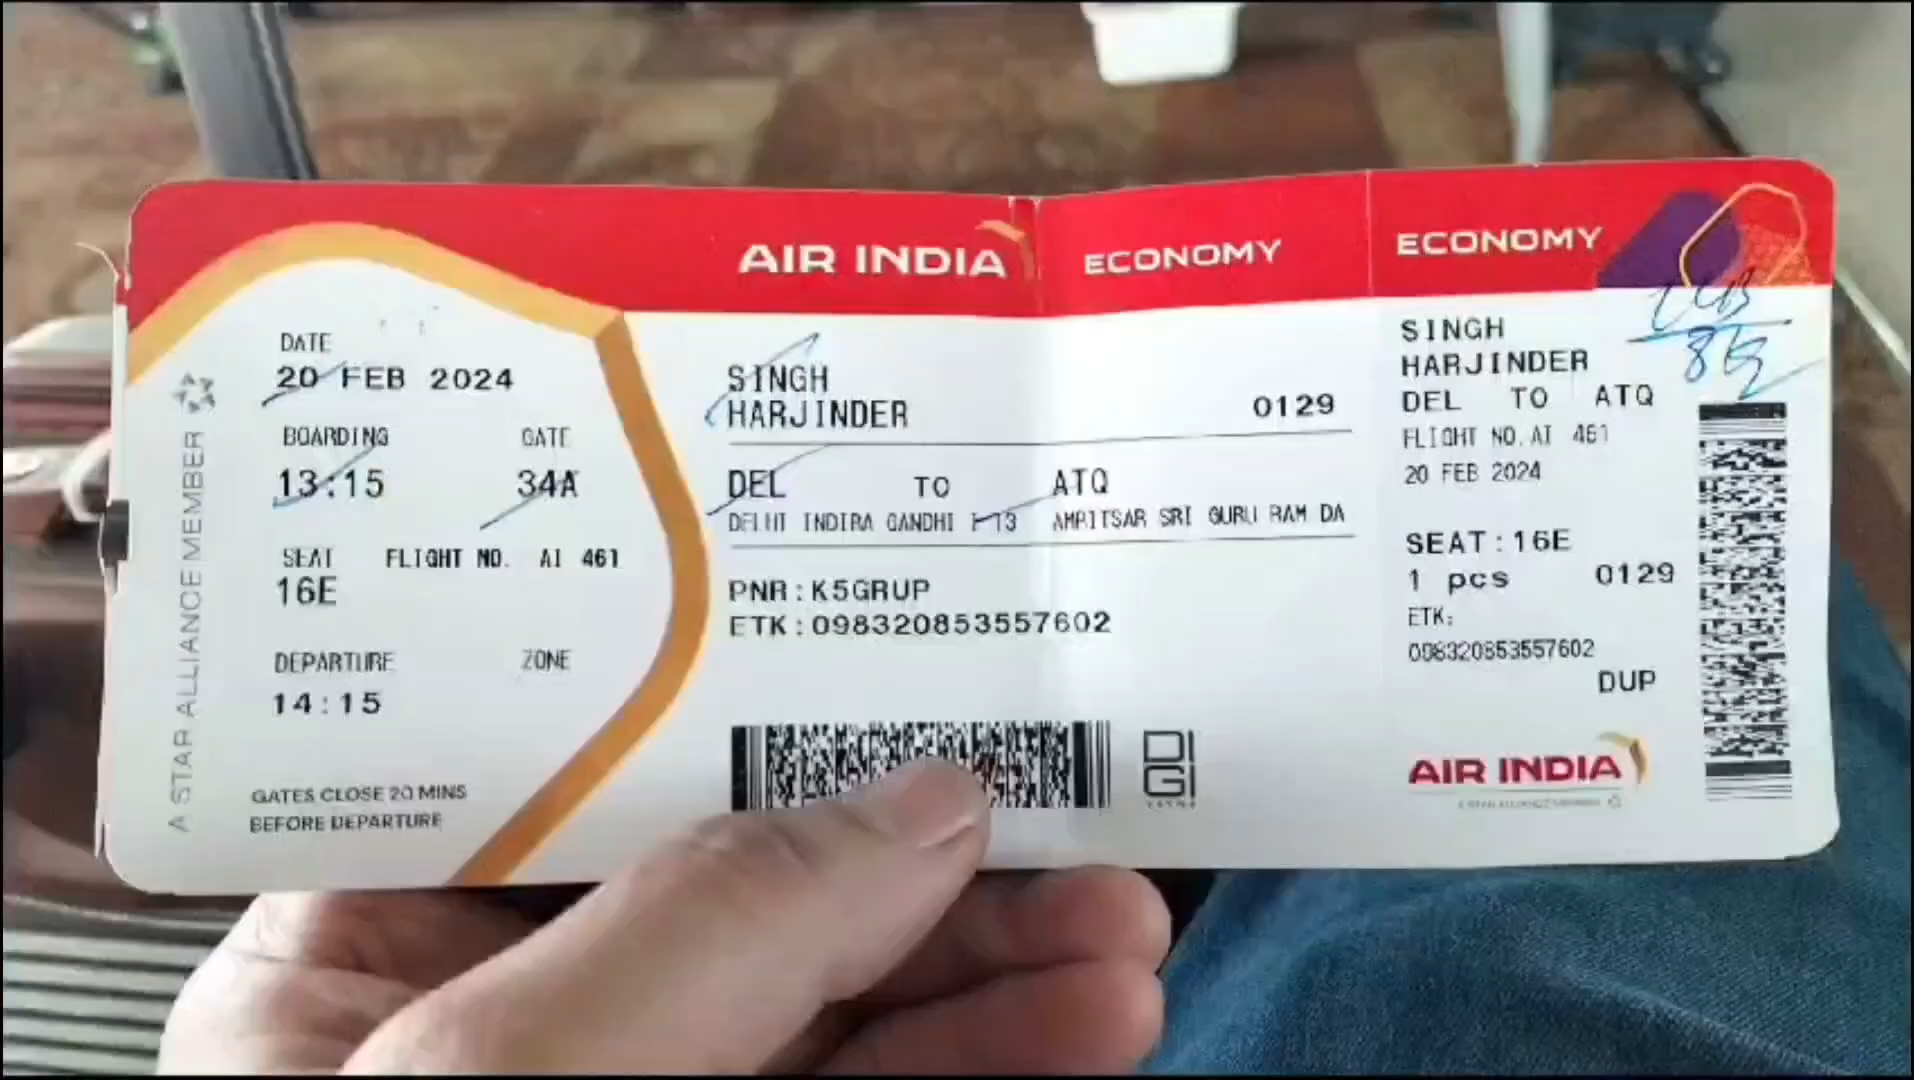 AIR INDIA
ECONOMY
ECONOMY
A STAR ALLIANCE MEMBER
DATE
20 FEB 2024
BOARDING GATE
13:15 34A
SEAT FLIGHT NO. AI 461
16E
DEPARTURE ZONE
14:15
GATES CLOSE 20 MINS
BEFORE DEPARTURE
SINGH
HARJINDER 0129
DEL TO ATQ
DELHI INDIRA GANDHI T3 AMRITSAR SRI GURU RAM DA
PNR:K5GRUP
ETK:098320853557602
DI
GI
YATRA
SINGH
HARJINDER
DEL TO ATQ
FLIGHT NO. AI 461
20 FEB 2024
SEAT:16E
1 pcs 0129
ETK:
098320853557602
DUP
AIR INDIA